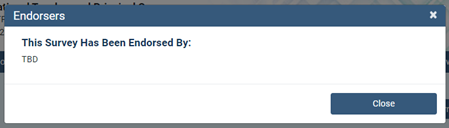 Endorsers ×
This Survey Has Been Endorsed By:
TBD
Close